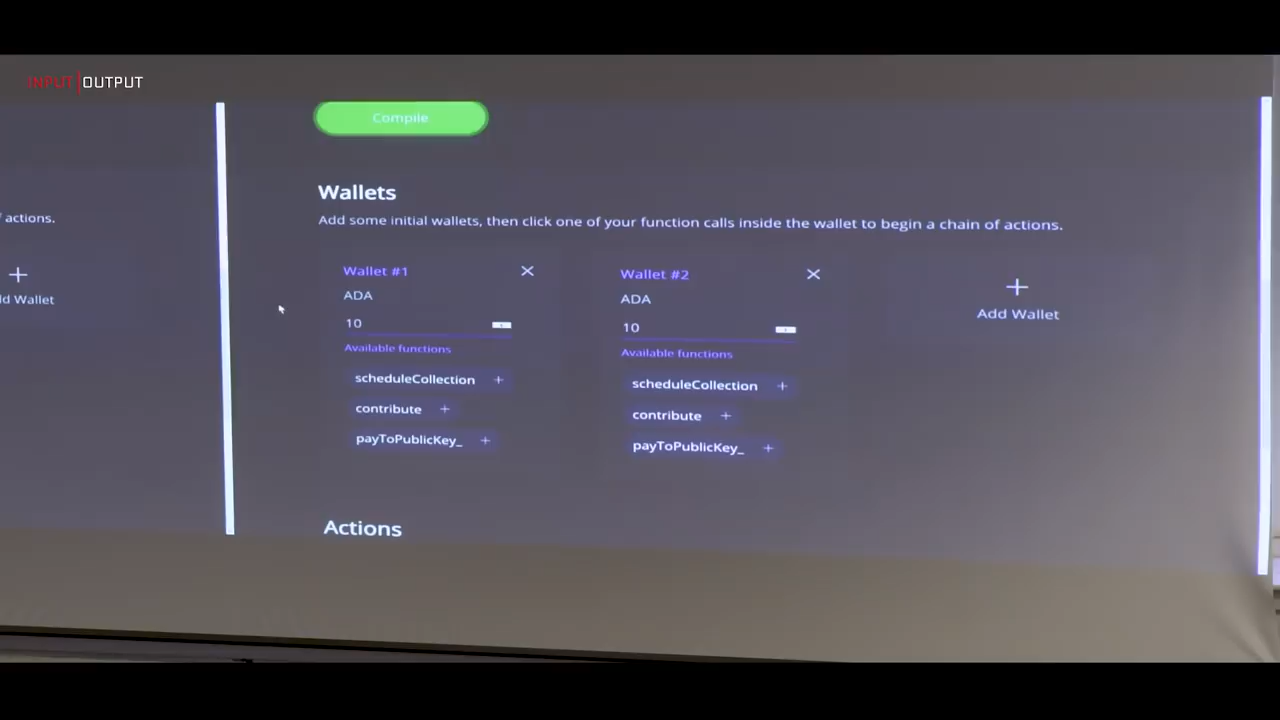 INPUT|OUTPUT
Compile
Wallets
Add some initial wallets, then click one of your function calls inside the wallet to begin a chain of actions.
actions.
Wallet #1
ADA
10
Available functions
scheduleCollection +
contribute +
payToPublicKey_ +
Wallet #2
ADA
10
Available functions
scheduleCollection +
contribute +
payToPublicKey_ +
Add Wallet
d Wallet
Actions